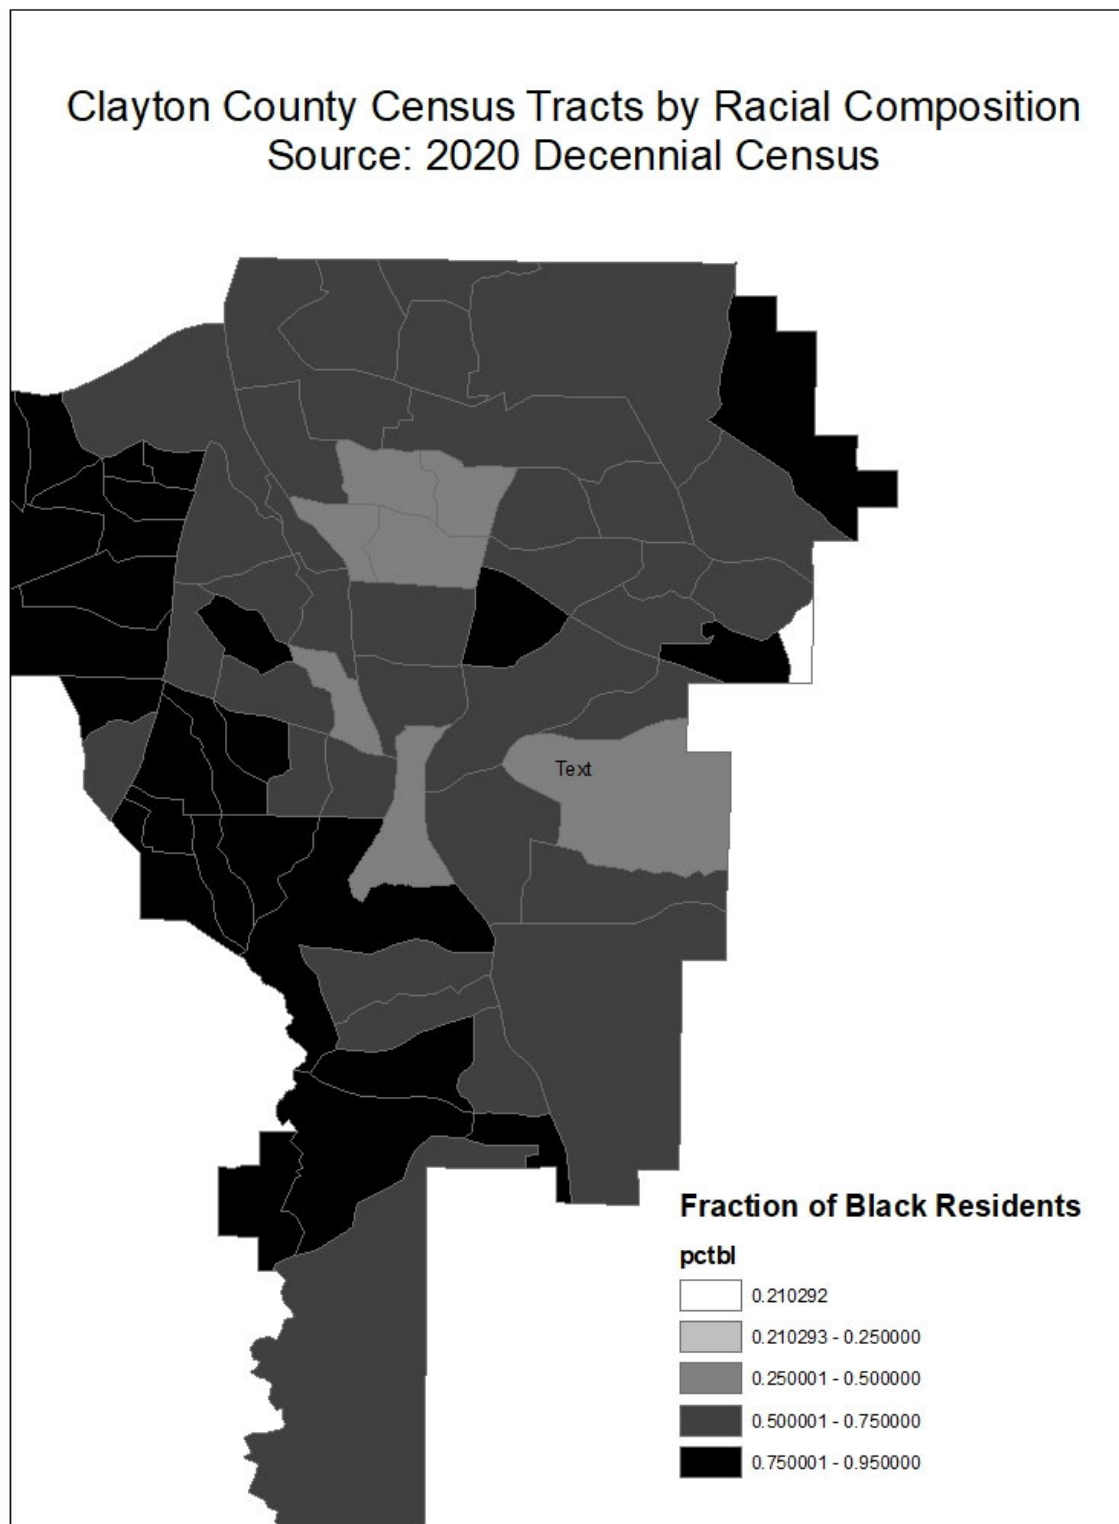 Clayton County Census Tracts by Racial Composition
Source: 2020 Decennial Census
Text
Fraction of Black Residents
pctbl
0.210292
0.210293 - 0.250000
0.250001 - 0.500000
0.500001 - 0.750000
0.750001 - 0.950000